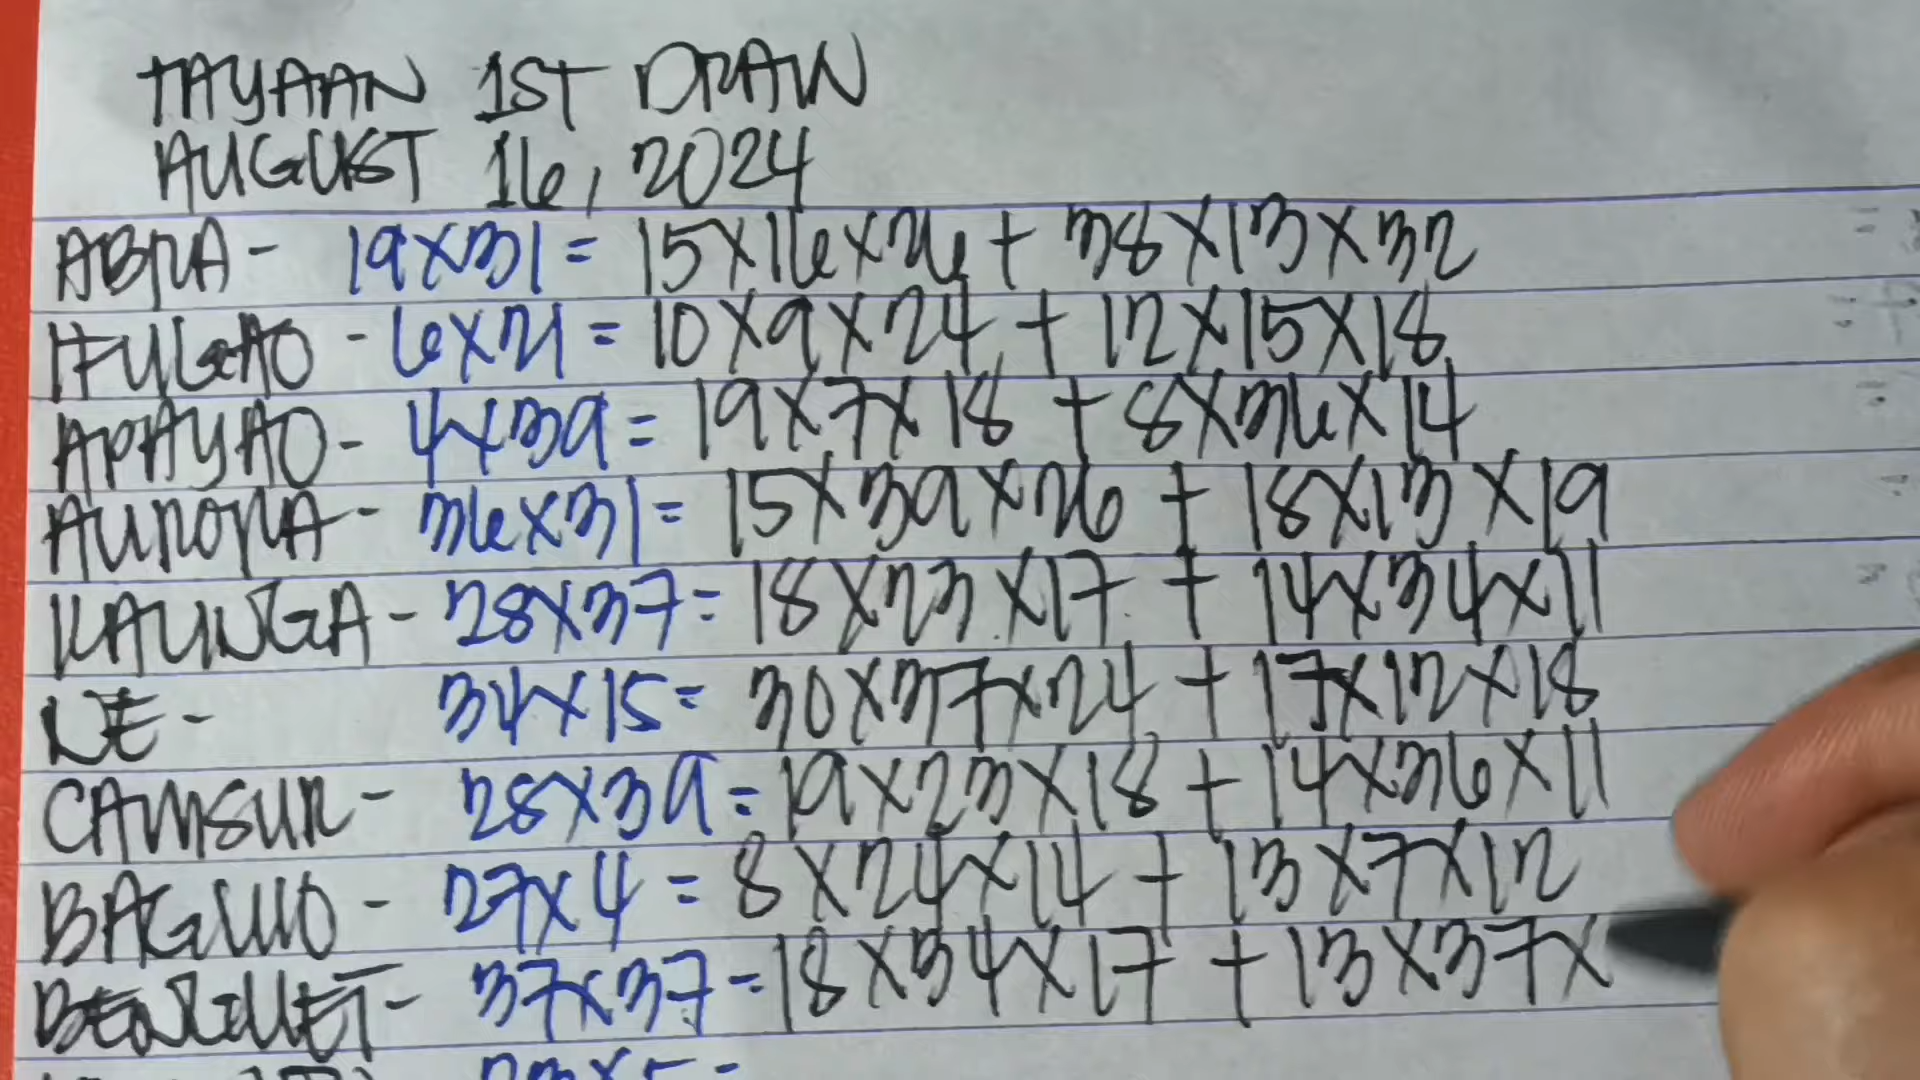 TAYAAN 1ST DRAW
AUGUST 16, 2024
ABRA - 19x31 = 15x16x26 + 38x13x32
IFUGAO - 6x21 = 10x9x24 + 12x15x18
APAYAO - 4x39 = 19x7x18 + 8x36x14
AURORA - 36x31 = 15x39x26 + 18x13x19
KALINGA - 28x37 = 18x23x17 + 14x34x11
NE - 34x15 = 30x37x24 + 17x12x18
CAMSUR - 28x39 = 19x23x18 + 14x36x11
BAGUIO - 27x4 = 8x24x14 + 13x7x12
BENGUET - 37x37 = 18x34x17 + 13x37x